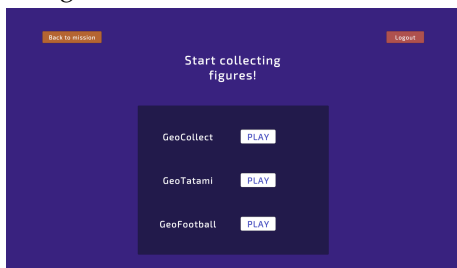 Back to mission
Logout
Start collecting
figures!
GeoCollect PLAY
GeoTatami PLAY
GeoFootball PLAY